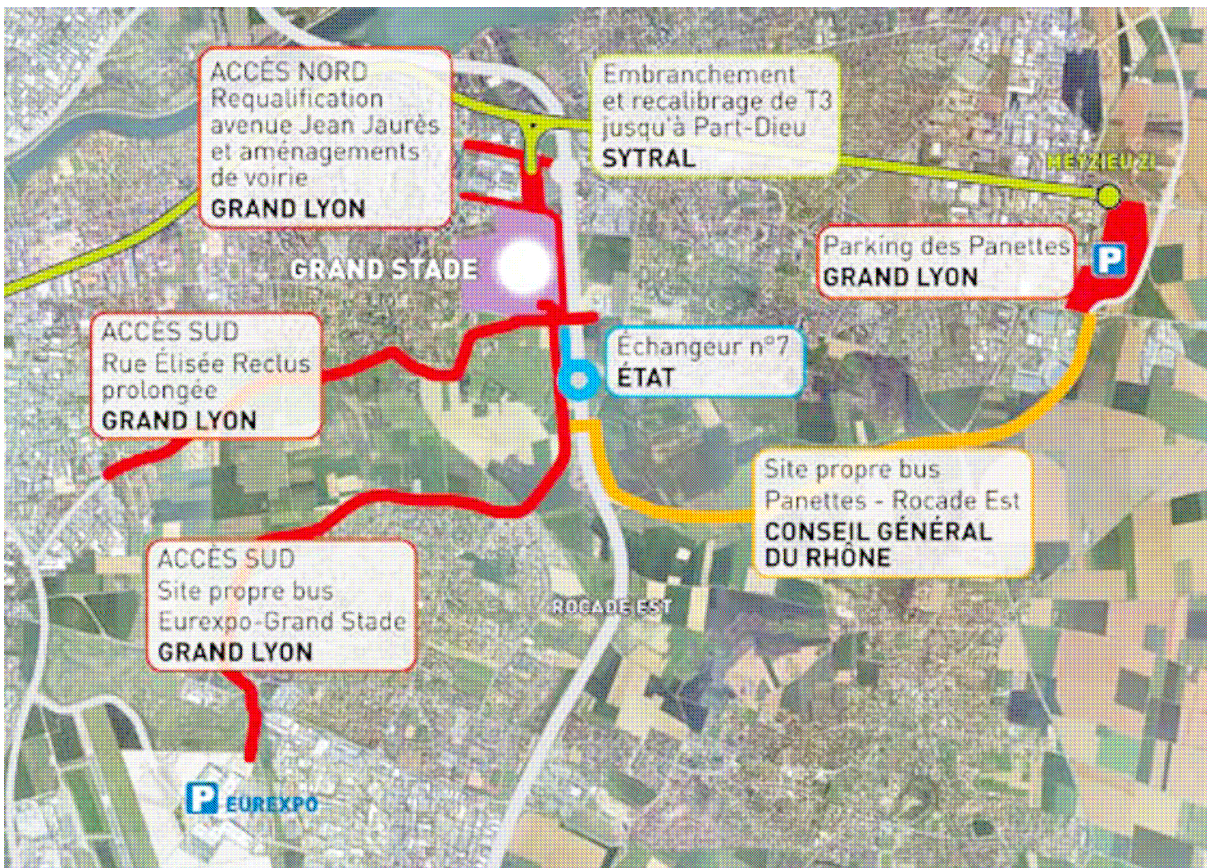 ACCÈS NORD
Requalification
avenue Jean Jaurès
et aménagements
de voirie
GRAND LYON
Embranchement
et recalibrage de T3
jusqu'à Part-Dieu
SYTRAL
GRAND STADE
Parking des Panettes
GRAND LYON
P
ACCÈS SUD
Rue Élisée Reclus
prolongée
GRAND LYON
Échangeur n°7
ÉTAT
Site propre bus
Panettes - Rocade Est
CONSEIL GÉNÉRAL
DU RHÔNE
ACCÈS SUD
Site propre bus
Eurexpo-Grand Stade
GRAND LYON
ROCADE EST
P EUREXPO